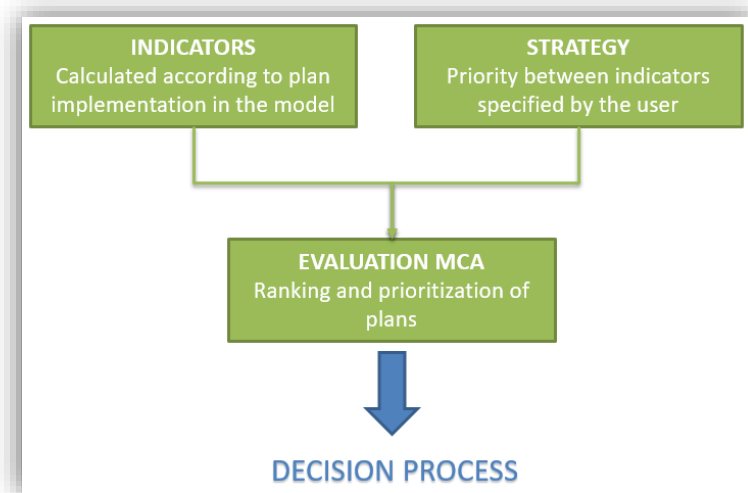 INDICATORS
Calculated according to plan
implementation in the model
STRATEGY
Priority between indicators
specified by the user
EVALUATION MCA
Ranking and prioritization of
plans
DECISION PROCESS